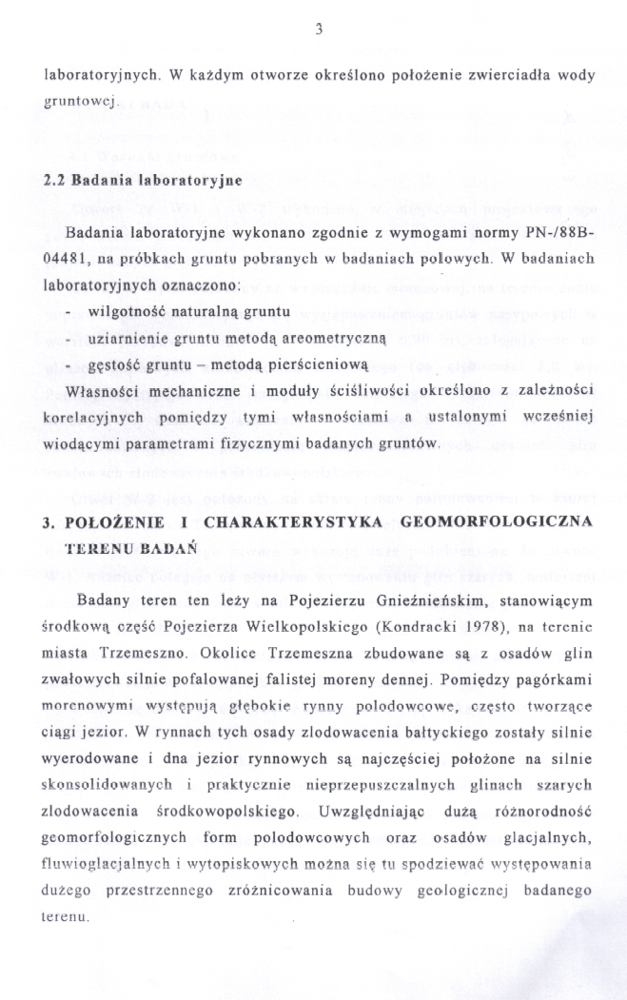 3
laboratoryjnych. W każdym otworze określono położenie zwierciadła wody
gruntowej.
2.2 Badania laboratoryjne
Badania laboratoryjne wykonano zgodnie z wymogami normy PN-/88B-
04481, na próbkach gruntu pobranych w badaniach polowych. W badaniach
laboratoryjnych oznaczono:
- wilgotność naturalną gruntu
- uziarnienie gruntu metodą areometryczną
- gęstość gruntu – metodą pierścieniową
Własności mechaniczne i moduły ściśliwości określono z zależności
korelacyjnych pomiędzy tymi własnościami a ustalonymi wcześniej
wiodącymi parametrami fizycznymi badanych gruntów.
3. POŁOŻENIE I CHARAKTERYSTYKA GEOMORFOLOGICZNA
TERENU BADAŃ
Badany teren ten leży na Pojezierzu Gnieźnieńskim, stanowiącym
środkową część Pojezierza Wielkopolskiego (Kondracki 1978), na terenie
miasta Trzemeszno. Okolice Trzemeszna zbudowane są z osadów glin
zwałowych silnie pofalowanej falistej moreny dennej. Pomiędzy pagórkami
morenowymi występują głębokie rynny polodowcowe, często tworzące
ciągi jezior. W rynnach tych osady zlodowacenia bałtyckiego zostały silnie
wyerodowane i dna jezior rynnowych są najczęściej położone na silnie
skonsolidowanych i praktycznie nieprzepuszczalnych glinach szarych
zlodowacenia środkowopolskiego. Uwzględniając dużą różnorodność
geomorfologicznych form polodowcowych oraz osadów glacjalnych,
fluwioglacjalnych i wytopiskowych można się tu spodziewać występowania
dużego przestrzennego zróżnicowania budowy geologicznej badanego
terenu.